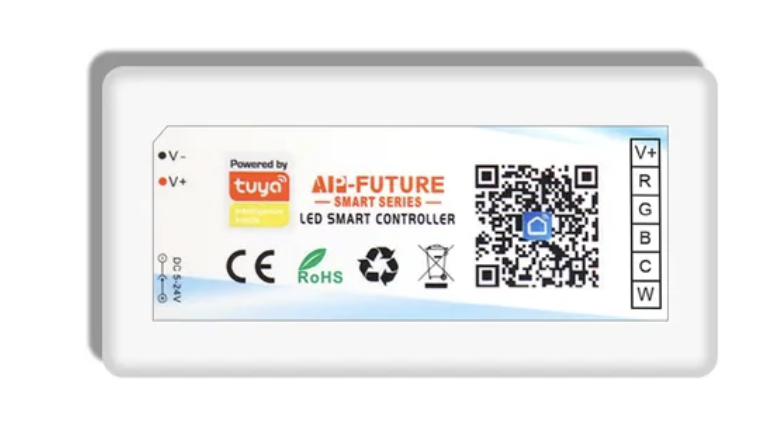 V-
V+
DC 5-24V
Powered by
tuya
AIP-FUTURE
SMART SERIES
LED SMART CONTROLLER
CE
RoHS
V+
R
G
B
C
W